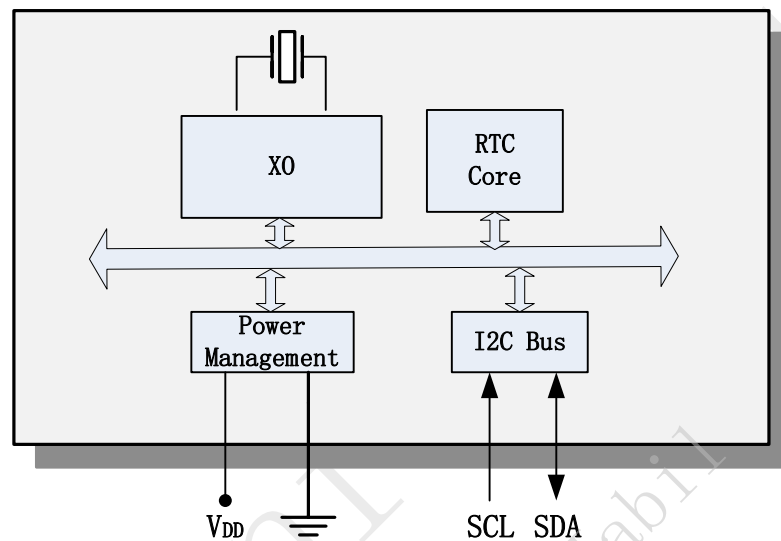 XO
RTC
Core
Power
Management
I2C Bus
VDD
SCL SDA